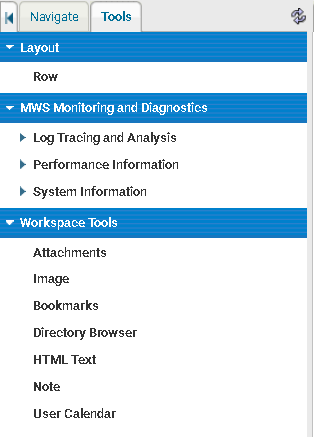 Navigate Tools
Layout
Row
MWS Monitoring and Diagnostics
Log Tracing and Analysis
Performance Information
System Information
Workspace Tools
Attachments
Image
Bookmarks
Directory Browser
HTML Text
Note
User Calendar